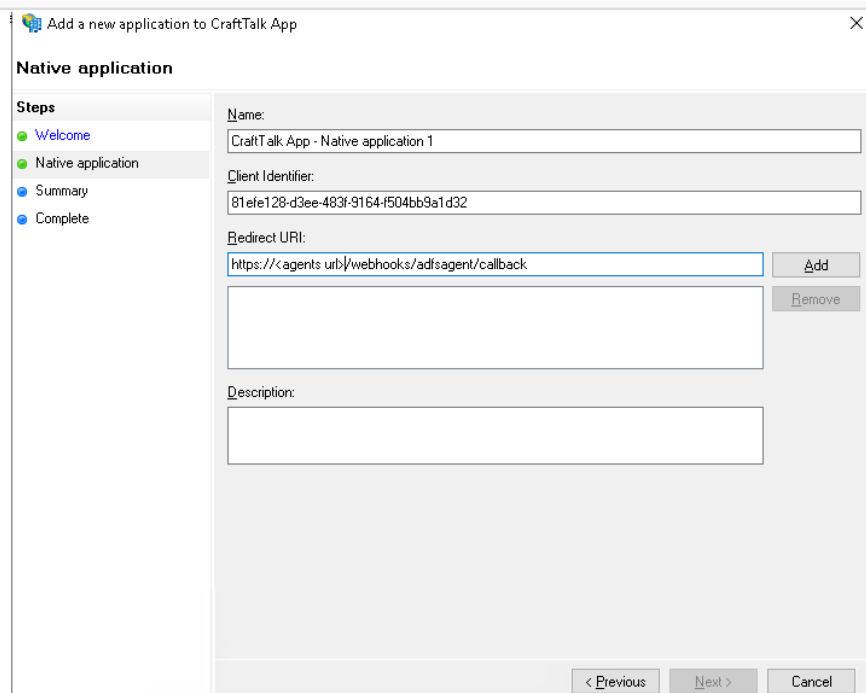 Add a new application to CraftTalk App
Native application
Steps
Welcome
Native application
Summary
Complete
Name:
CraftTalk App - Native application 1
Client Identifier:
81efe128-d3ee-483f-9164-f504bb9a1d32
Redirect URI:
https://<agents url>/webhooks/adfsagent/callback
Add
Remove
Description:
< Previous
Next >
Cancel